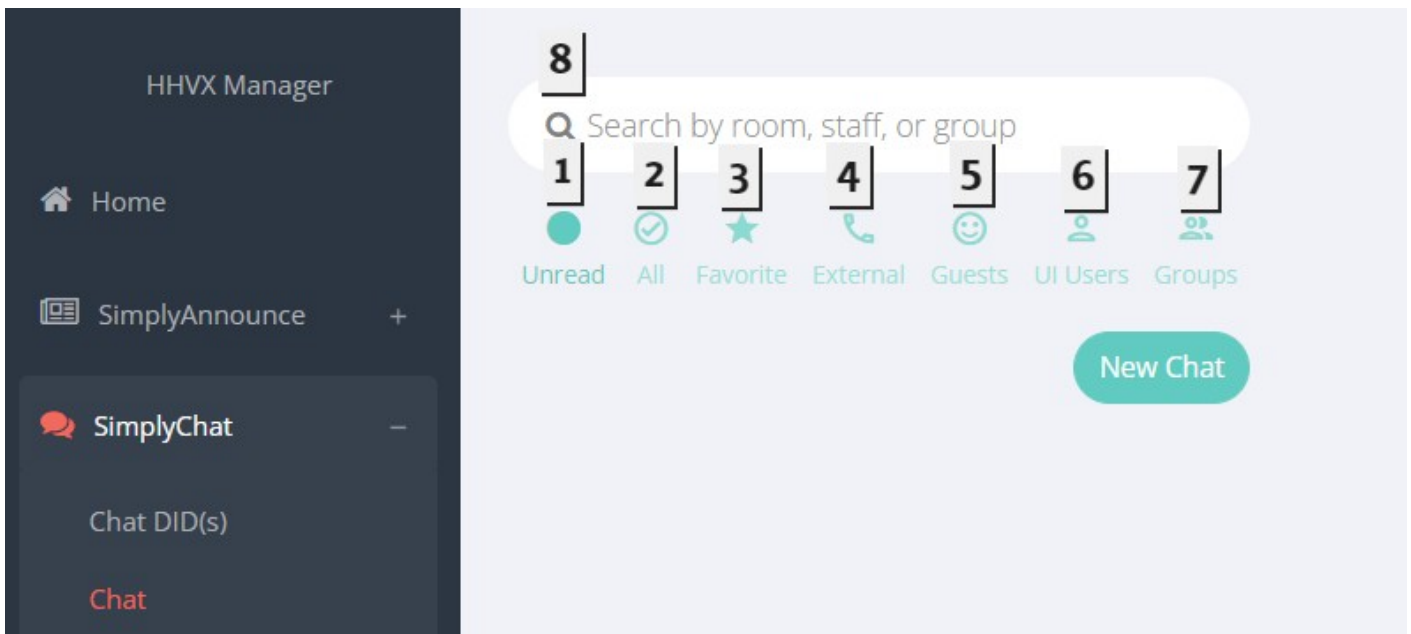 HHVX Manager
Home
SimplyAnnounce +
SimplyChat –
Chat DID(s)
Chat
8
Search by room, staff, or group
1 2 3 4 5 6 7
Unread All Favorite External Guests UI Users Groups
New Chat